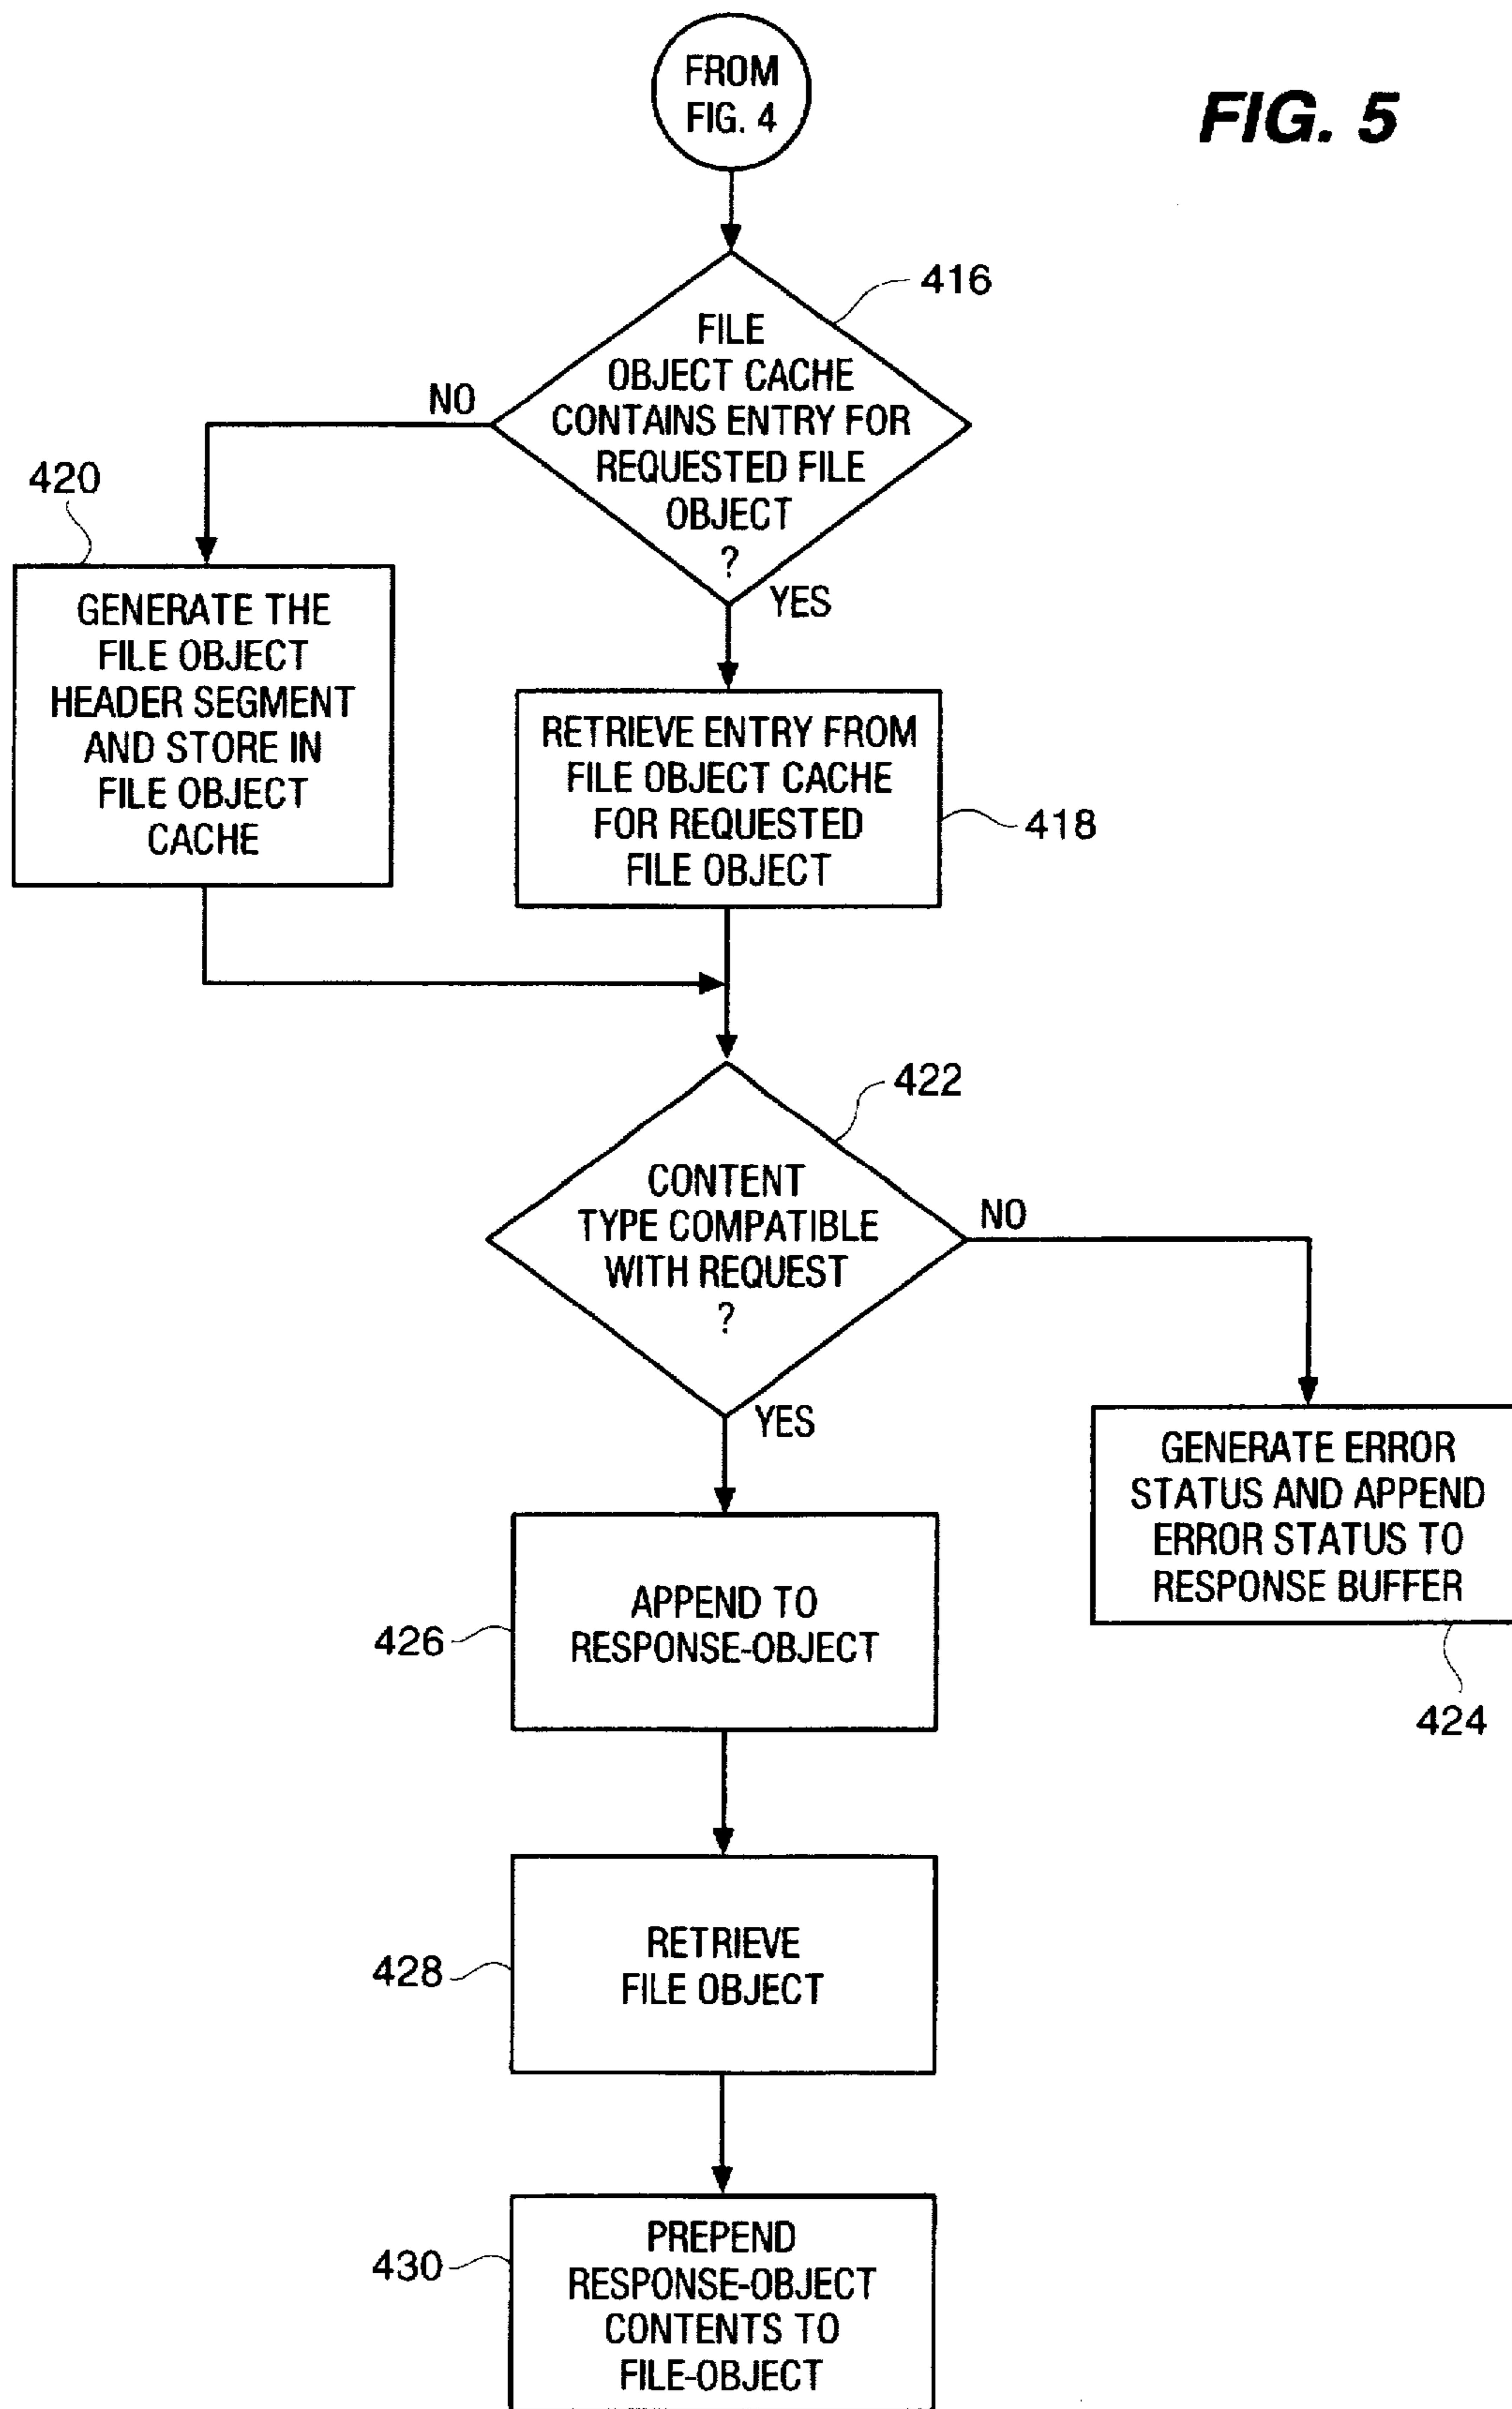 FROM
FIG. 4
FIG. 5
416
FILE
OBJECT CACHE
CONTAINS ENTRY FOR
REQUESTED FILE
OBJECT
?
NO
YES
420
GENERATE THE
FILE OBJECT
HEADER SEGMENT
AND STORE IN
FILE OBJECT
CACHE
RETRIEVE ENTRY FROM
FILE OBJECT CACHE
FOR REQUESTED
FILE OBJECT
418
422
CONTENT
TYPE COMPATIBLE
WITH REQUEST
?
NO
YES
GENERATE ERROR
STATUS AND APPEND
ERROR STATUS TO
RESPONSE BUFFER
424
APPEND TO
RESPONSE-OBJECT
426
RETRIEVE
FILE OBJECT
428
PREPEND
RESPONSE-OBJECT
CONTENTS TO
FILE-OBJECT
430